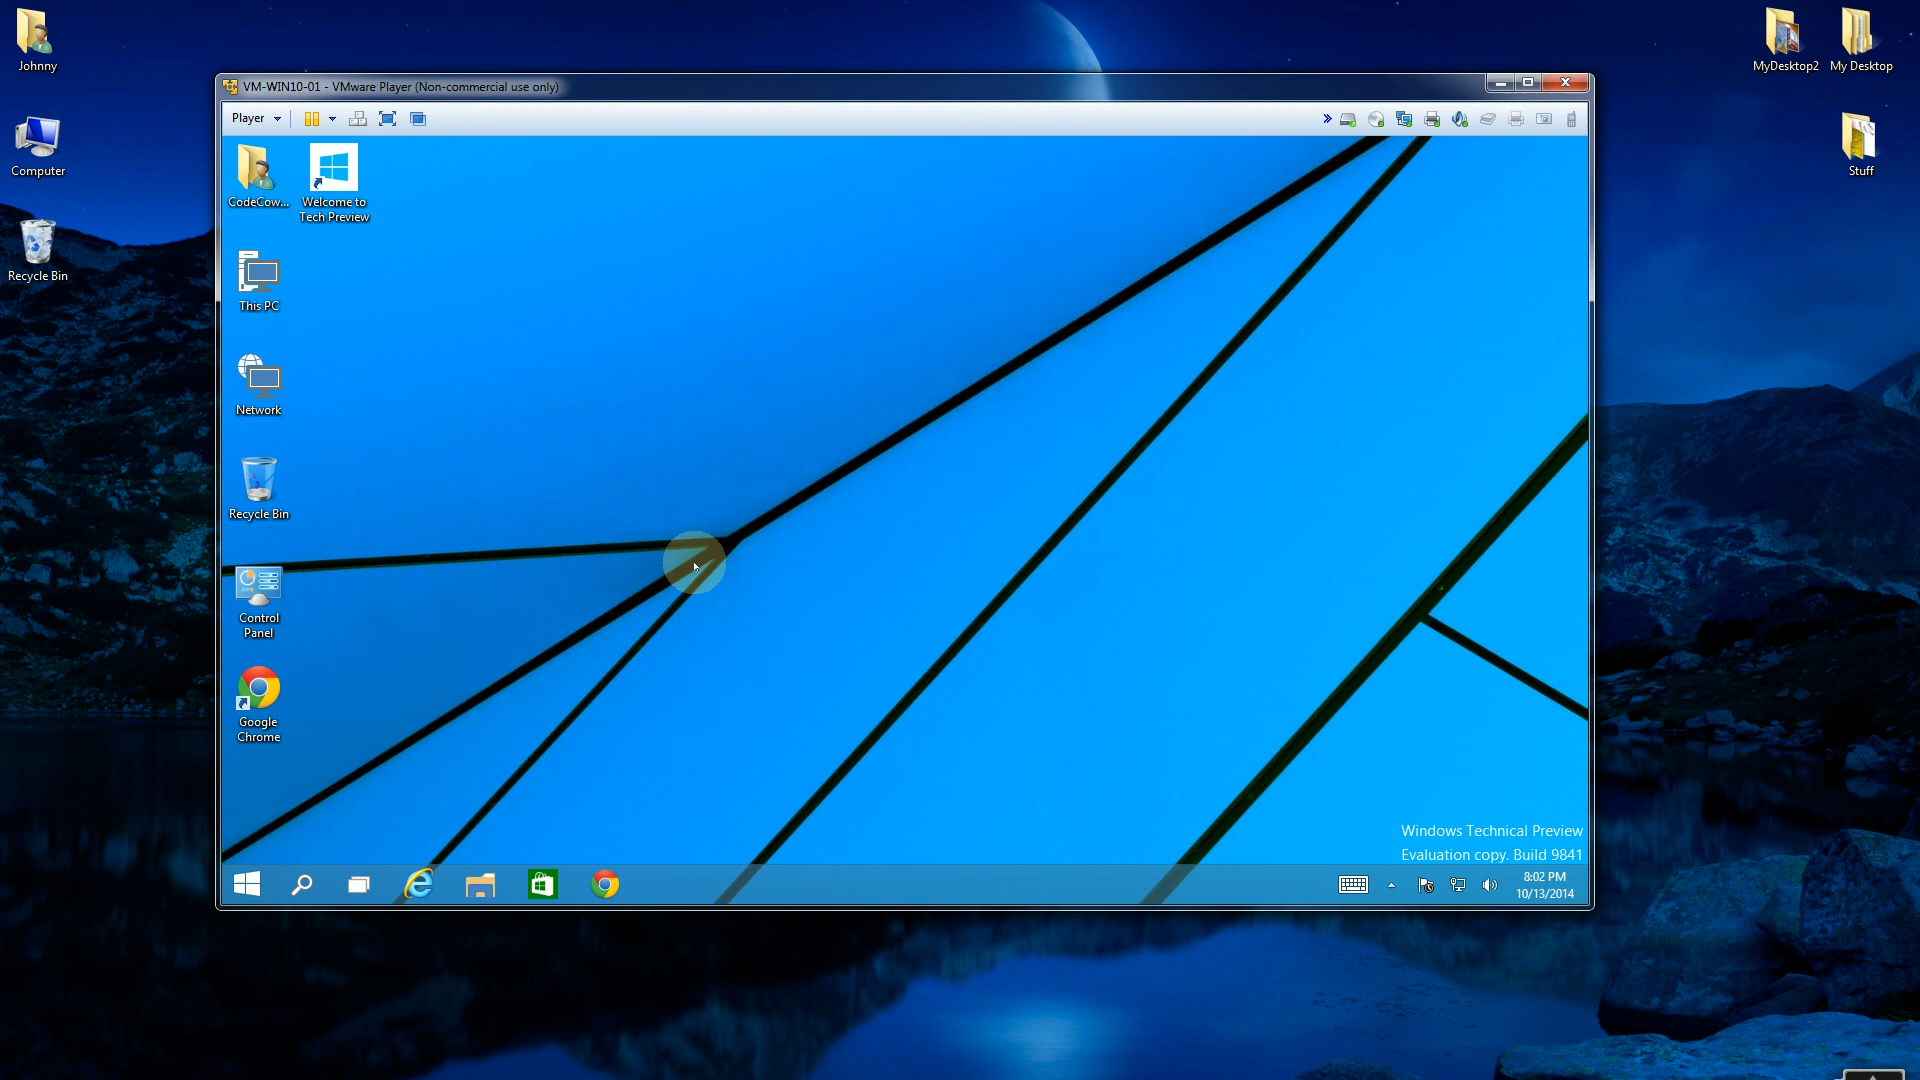 Johnny
Computer
Recycle Bin
MyDesktop2
My Desktop
Stuff
VM-WIN10-01 - VMware Player (Non-commercial use only)
Player
CodeCow...
Welcome to
Tech Preview
This PC
Network
Recycle Bin
Control
Panel
Google
Chrome
Windows Technical Preview
Evaluation copy. Build 9841
8:02 PM
10/13/2014